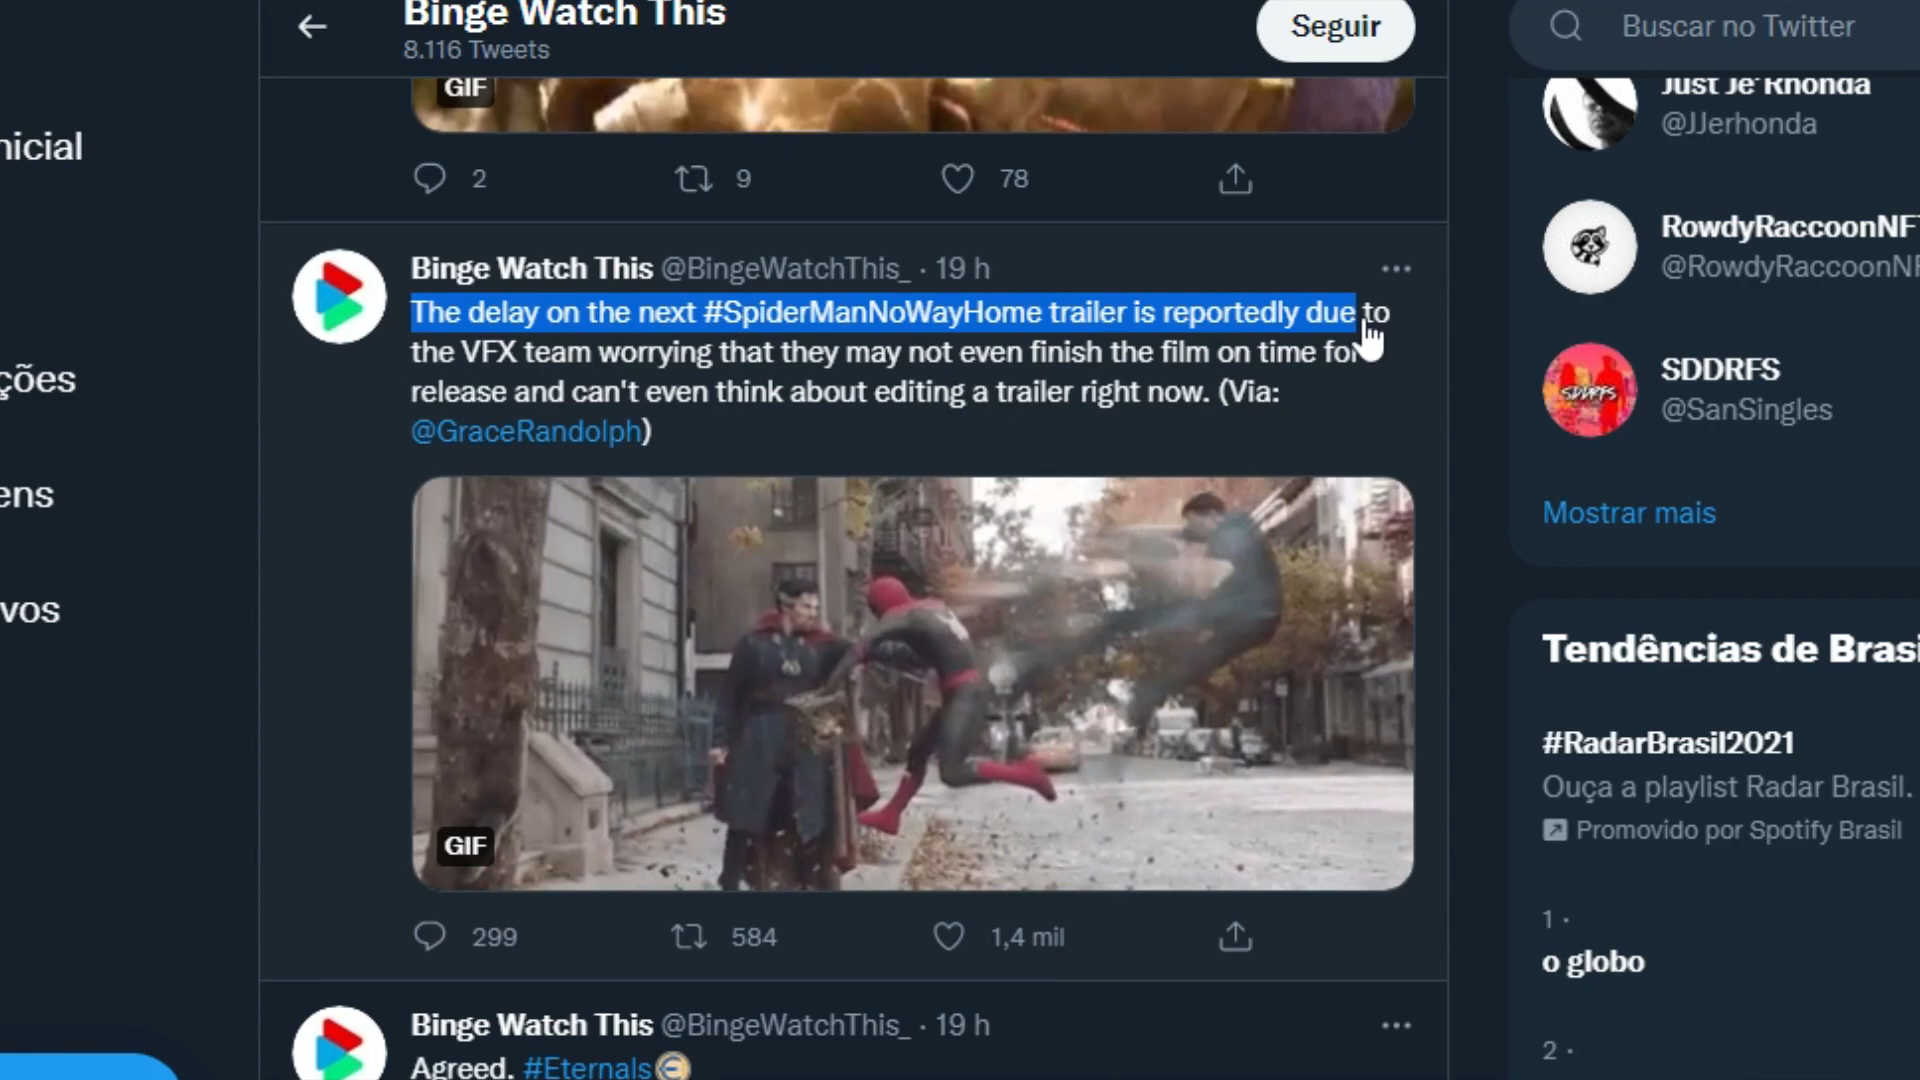 Binge Watch This
8.116 Tweets
Seguir
Buscar no Twitter
nicial
ções
ens
vos
GIF
2
9
78
Binge Watch This @BingeWatchThis_ · 19 h
The delay on the next #SpiderManNoWayHome trailer is reportedly due to
the VFX team worrying that they may not even finish the film on time for
release and can't even think about editing a trailer right now. (Via:
@GraceRandolph)
GIF
299
584
1,4 mil
Binge Watch This @BingeWatchThis_ · 19 h
Agreed. #Eternals
Just Je'Rhonda
@JJerhonda
RowdyRaccoonNFT
@RowdyRaccoonNF
SDDRFS
SDDRFS
@SanSingles
Mostrar mais
Tendências de Brasi
#RadarBrasil2021
Ouça a playlist Radar Brasil.
Promovido por Spotify Brasil
1 ·
o globo
2 ·